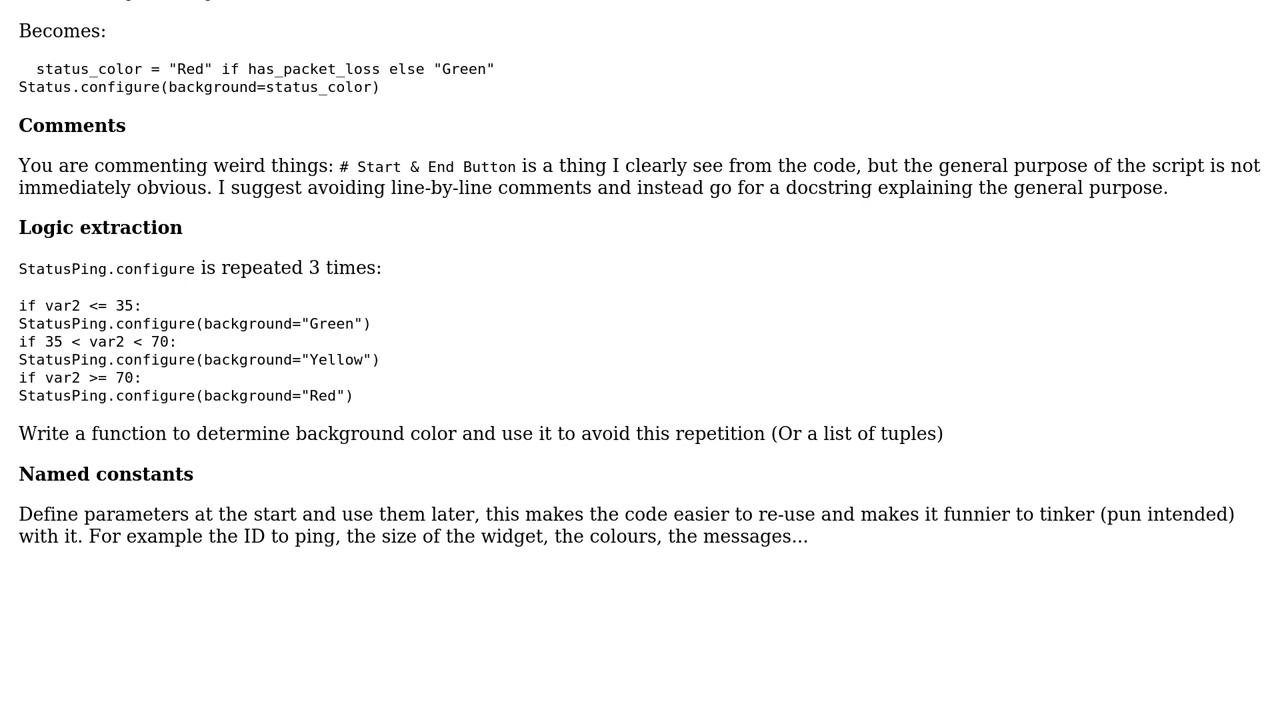 Becomes:
status_color = "Red" if has_packet_loss else "Green"
Status.configure(background=status_color)
Comments
You are commenting weird things: # Start & End Button is a thing I clearly see from the code, but the general purpose of the script is not
immediately obvious. I suggest avoiding line-by-line comments and instead go for a docstring explaining the general purpose.
Logic extraction
StatusPing.configure is repeated 3 times:
if var2 <= 35:
StatusPing.configure(background="Green")
if 35 < var2 < 70:
StatusPing.configure(background="Yellow")
if var2 >= 70:
StatusPing.configure(background="Red")
Write a function to determine background color and use it to avoid this repetition (Or a list of tuples)
Named constants
Define parameters at the start and use them later, this makes the code easier to re-use and makes it funnier to tinker (pun intended)
with it. For example the ID to ping, the size of the widget, the colours, the messages...